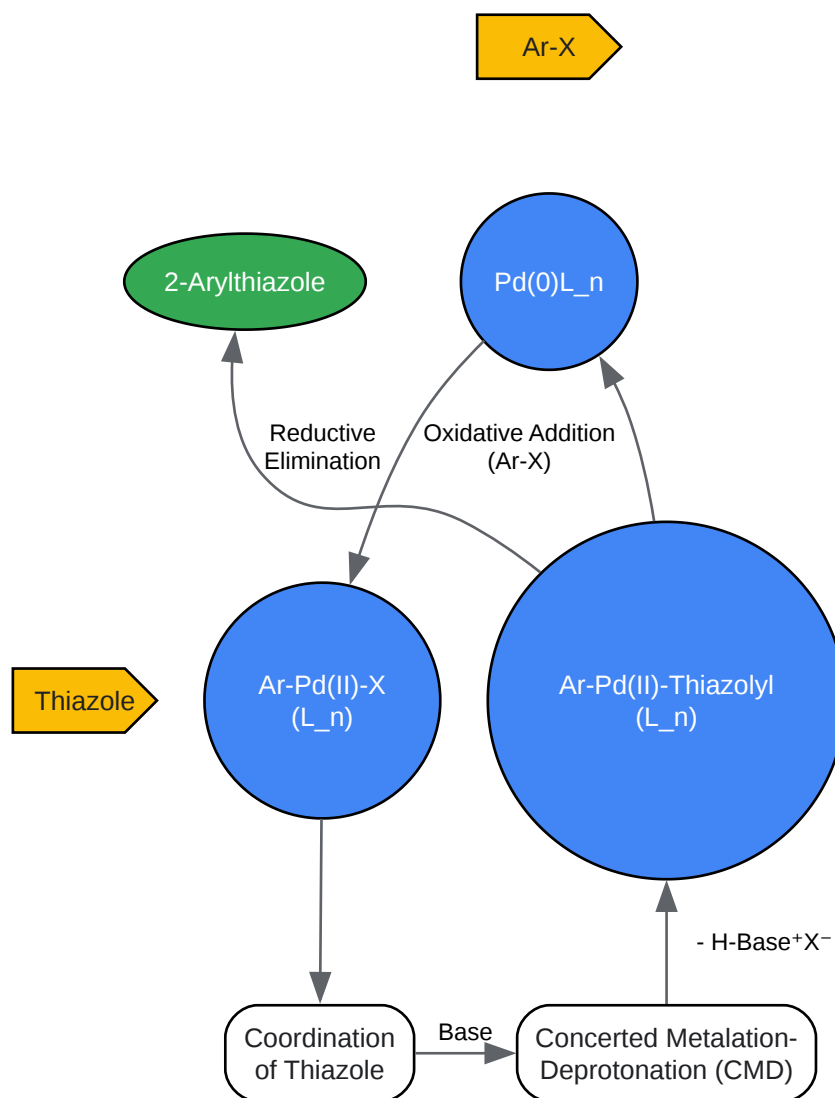 Ar-X
2-Arylthiazole
Pd(0)L_n
Reductive
Elimination
Oxidative Addition
(Ar-X)
Thiazole
Ar-Pd(II)-X
(L_n)
Ar-Pd(II)-Thiazolyl
(L_n)
- H-Base⁺X⁻
Coordination
of Thiazole
Base
Concerted Metalation-
Deprotonation (CMD)